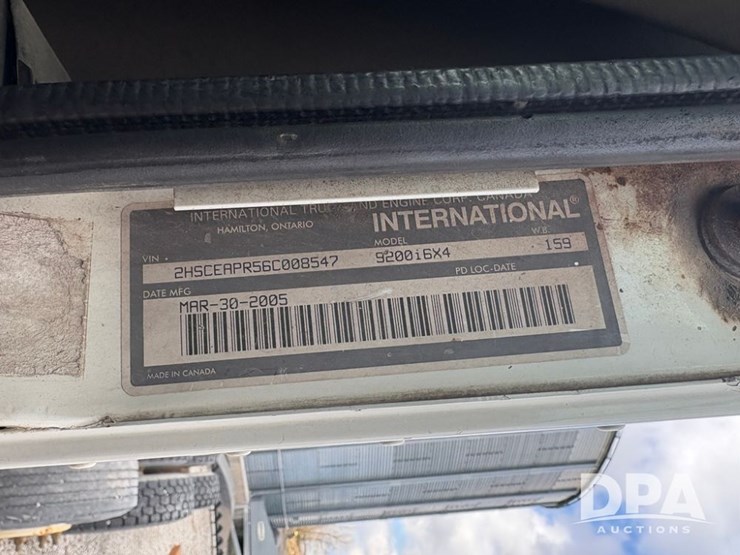 INTERNATIONAL TRUCK AND ENGINE CORP. CANADA
HAMILTON, ONTARIO
INTERNATIONAL®
VIN
2HSCEAPR56C008547
MODEL
9200i6X4
W.B.
159
DATE MFG
MAR-30-2005
PD LOC-DATE
MADE IN CANADA
DPA
AUCTIONS